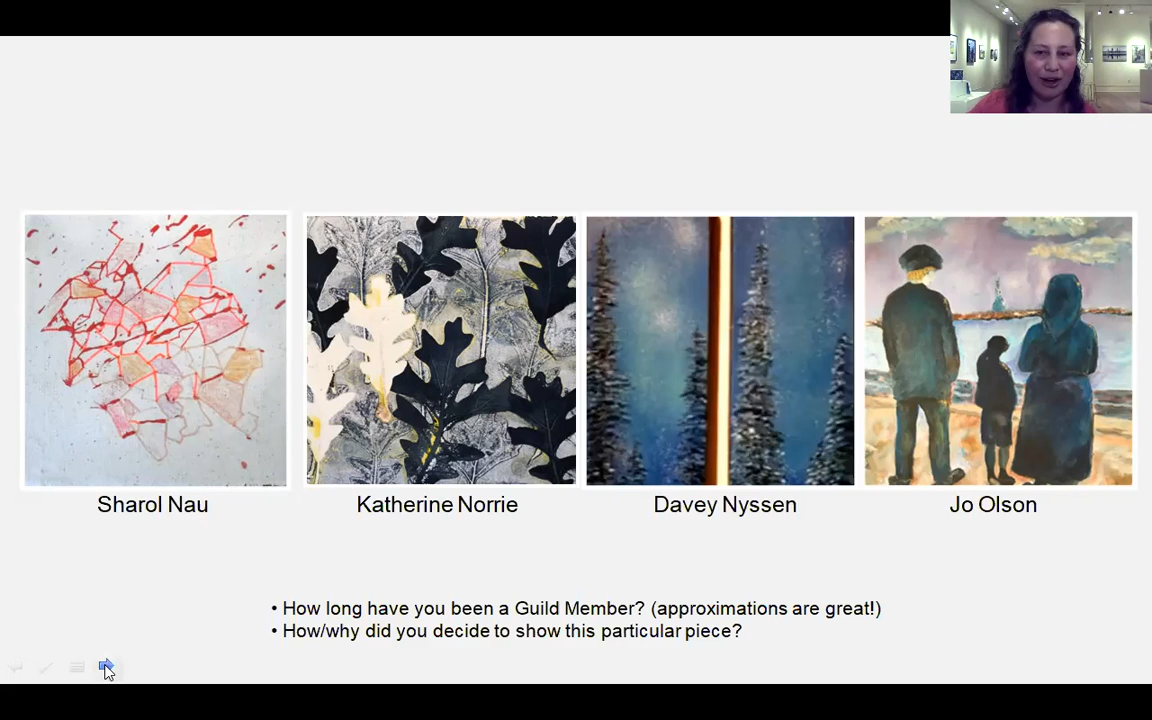 Sharol Nau
Katherine Norrie
Davey Nyssen
Jo Olson
• How long have you been a Guild Member? (approximations are great!)
• How/why did you decide to show this particular piece?